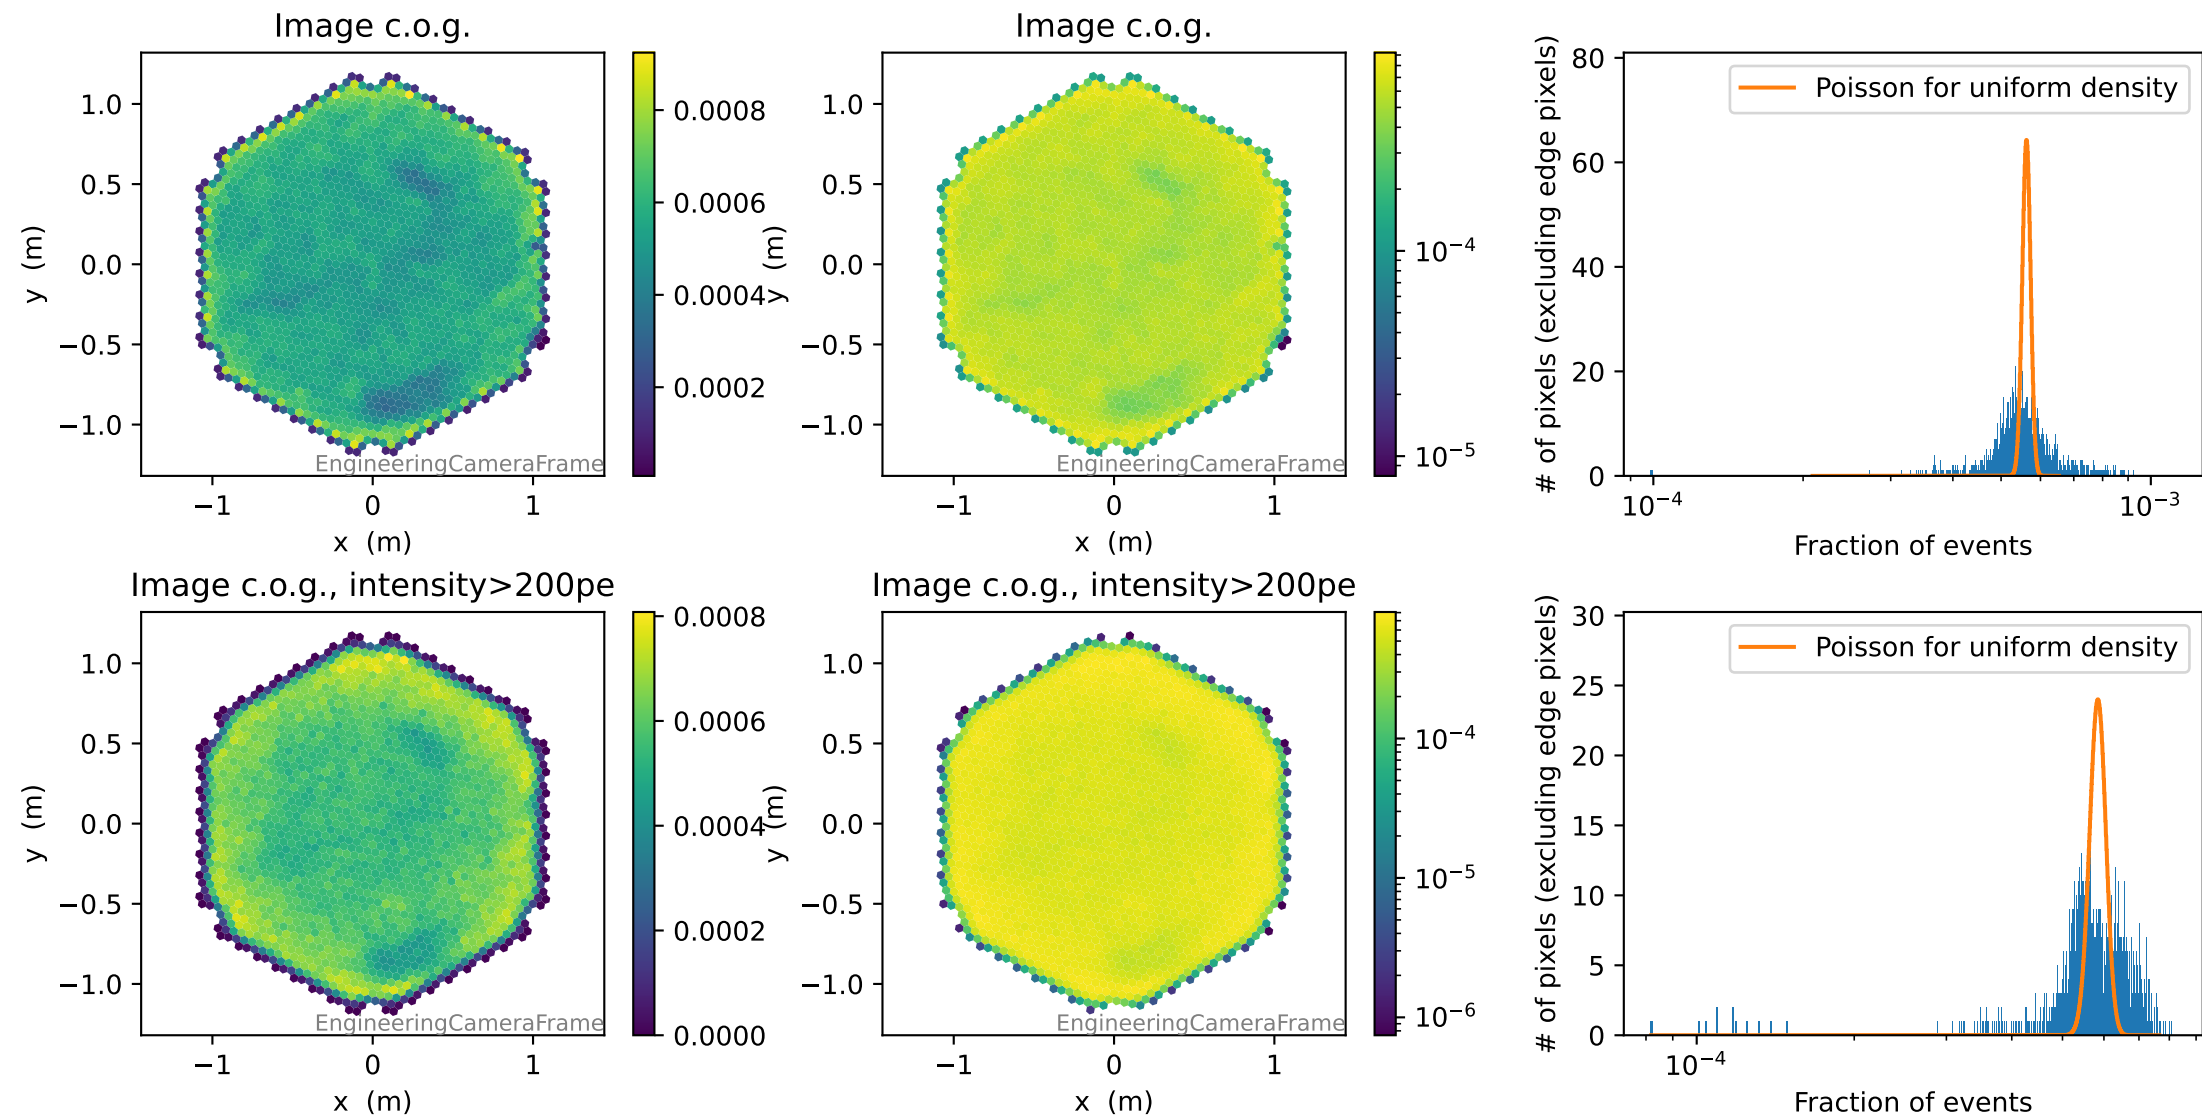 Image c.o.g.
1.0
0.5
0.0
−0.5
−1.0
y (m)
−1
0
1
x (m)
EngineeringCameraFrame
0.0008
0.0006
0.0004
0.0002
Image c.o.g.
1.0
0.5
0.0
−0.5
−1.0
y (m)
−1
0
1
x (m)
EngineeringCameraFrame
10⁻⁴
10⁻⁵
# of pixels (excluding edge pixels)
80
60
40
20
0
Poisson for uniform density
10⁻⁴
10⁻³
Fraction of events
Image c.o.g., intensity>200pe
1.0
0.5
0.0
−0.5
−1.0
y (m)
−1
0
1
x (m)
EngineeringCameraFrame
0.0008
0.0006
0.0004
0.0002
0.0000
Image c.o.g., intensity>200pe
1.0
0.5
0.0
−0.5
−1.0
y (m)
−1
0
1
x (m)
EngineeringCameraFrame
10⁻⁴
10⁻⁵
10⁻⁶
# of pixels (excluding edge pixels)
30
25
20
15
10
5
0
Poisson for uniform density
10⁻⁴
Fraction of events